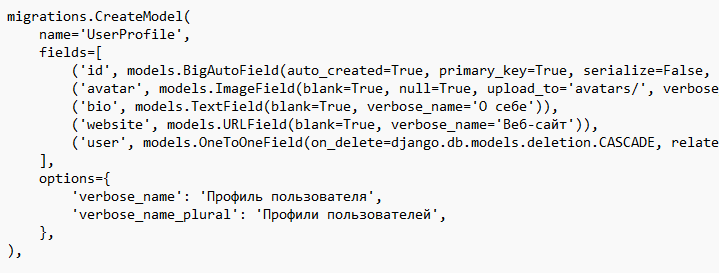 migrations.CreateModel(
    name='UserProfile',
    fields=[
        ('id', models.BigAutoField(auto_created=True, primary_key=True, serialize=False,
        ('avatar', models.ImageField(blank=True, null=True, upload_to='avatars/', verbose
        ('bio', models.TextField(blank=True, verbose_name='О себе')),
        ('website', models.URLField(blank=True, verbose_name='Веб-сайт')),
        ('user', models.OneToOneField(on_delete=django.db.models.deletion.CASCADE, relate
    ],
    options={
        'verbose_name': 'Профиль пользователя',
        'verbose_name_plural': 'Профили пользователей',
    },
),